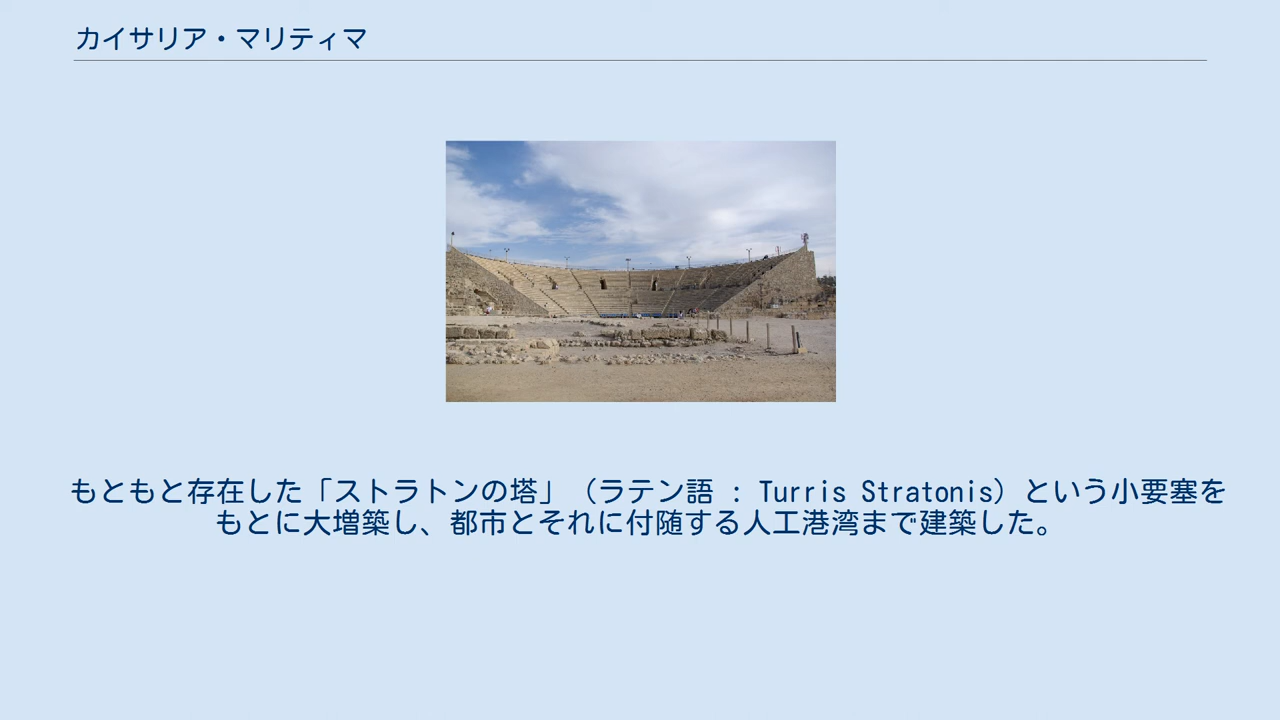 カイサリア・マリティマ
もともと存在した「ストラトンの塔」（ラテン語 : Turris Stratonis）という小要塞を
もとに大増築し、都市とそれに付随する人工港湾まで建築した。